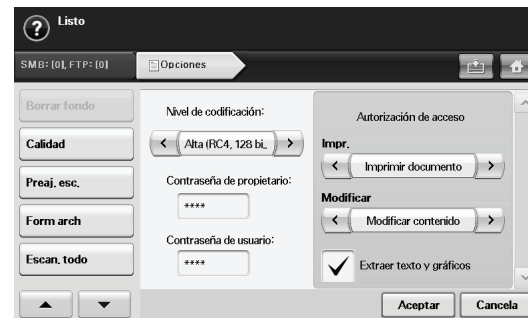 Listo
SMB: [0], FTP: [0]
Opciones
Borrar fondo
Calidad
Preaj. esc.
Form arch
Escan. todo
Nivel de codificación:
Alta (RC4, 128 bi..
Contraseña de propietario:
****
Contraseña de usuario:
****
Autorización de acceso
Impr.
Imprimir documento
Modificar
Modificar contenido
Extraer texto y gráficos
Aceptar
Cancela